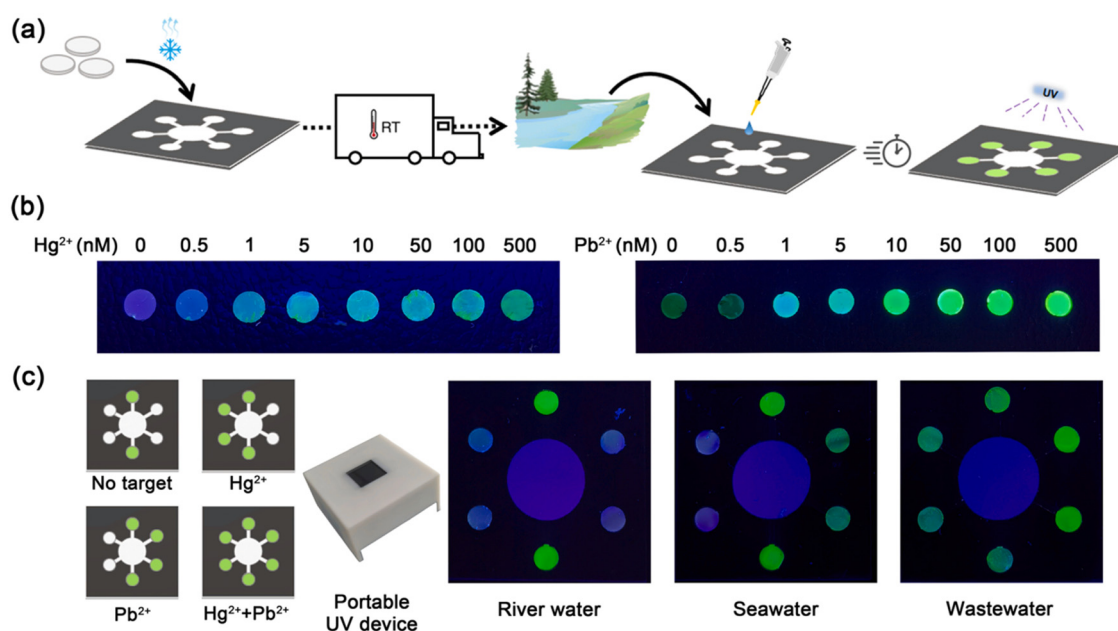 (a)
RT
UV
(b)
Hg²⁺ (nM) 0 0.5 1 5 10 50 100 500
Pb²⁺ (nM) 0 0.5 1 5 10 50 100 500
(c)
No target
Hg²⁺
Pb²⁺
Hg²⁺+Pb²⁺
Portable
UV device
River water
Seawater
Wastewater